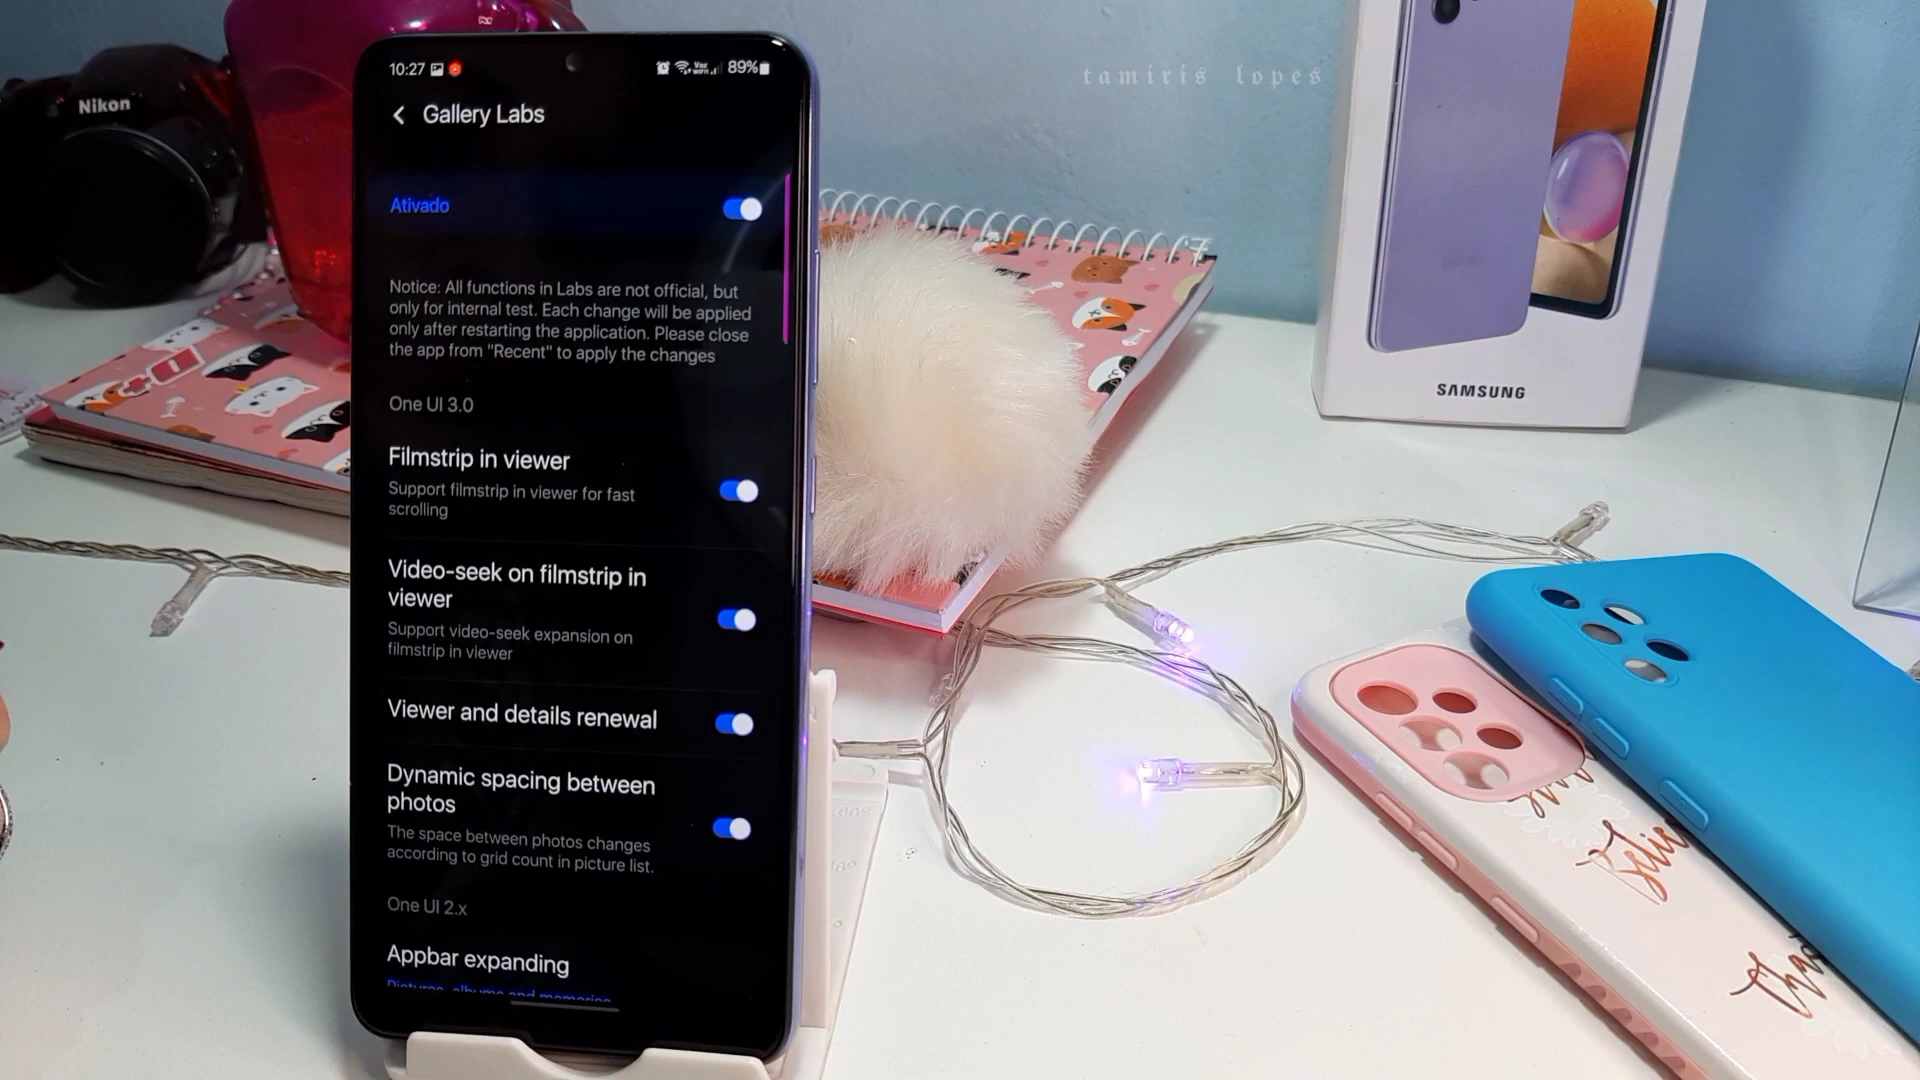 10:27
89%
Gallery Labs
Ativado
Notice: All functions in Labs are not official, but
only for internal test. Each change will be applied
only after restarting the application. Please close
the app from "Recent" to apply the changes
One UI 3.0
Filmstrip in viewer
Support filmstrip in viewer for fast
scrolling
Video-seek on filmstrip in
viewer
Support video-seek expansion on
filmstrip in viewer
Viewer and details renewal
Dynamic spacing between
photos
The space between photos changes
according to grid count in picture list.
One UI 2.x
Appbar expanding
Pictures, albums and memories
Nikon
tamiris lopes
SAMSUNG